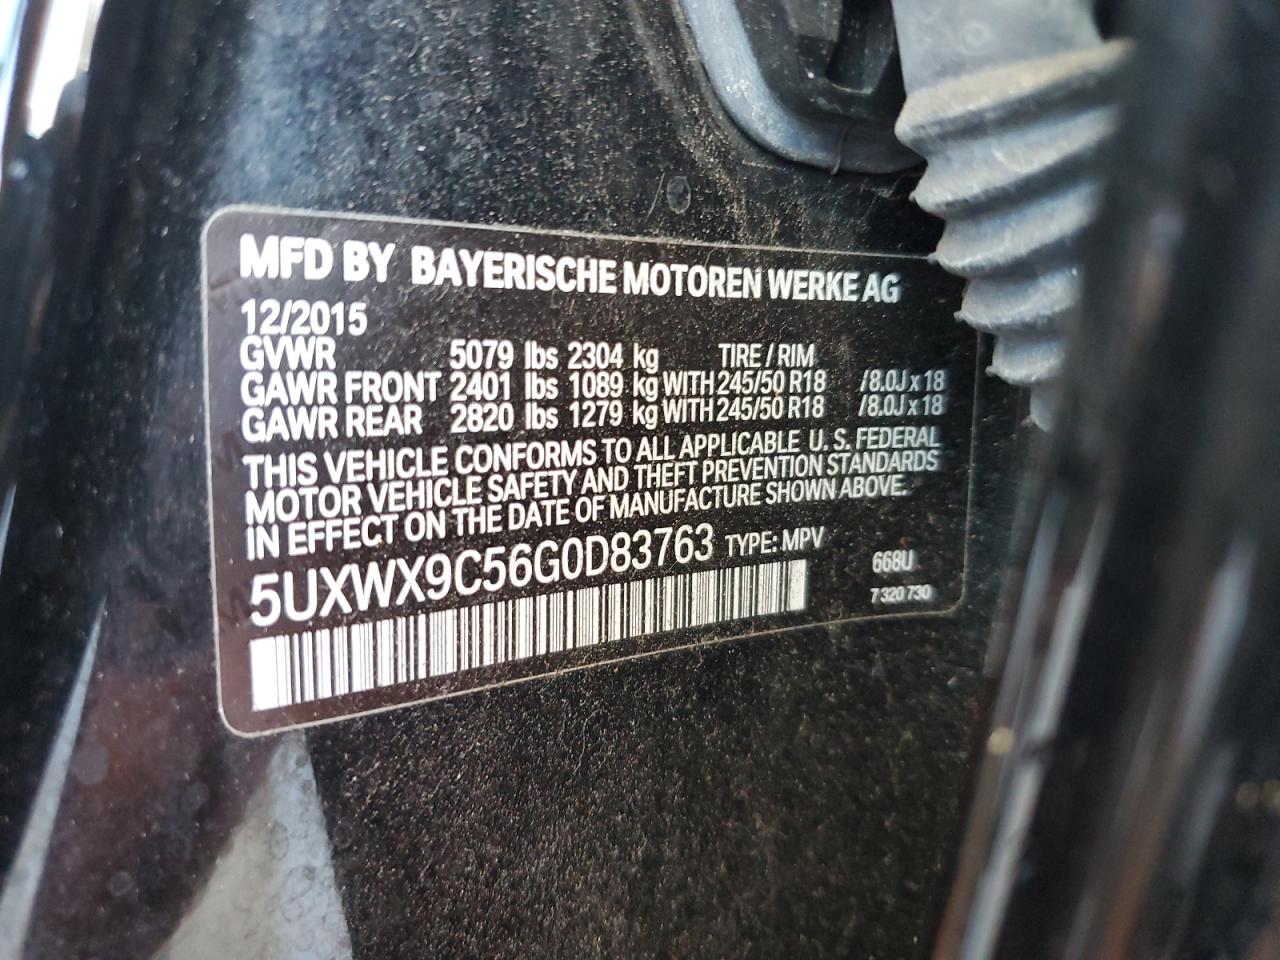 MFD BY BAYERISCHE MOTOREN WERKE AG
12/2015
GVWR 5079 lbs 2304 kg TIRE / RIM
GAWR FRONT 2401 lbs 1089 kg WITH 245/50 R18 /8.0J x 18
GAWR REAR 2820 lbs 1279 kg WITH 245/50 R18 /8.0J x 18
THIS VEHICLE CONFORMS TO ALL APPLICABLE U. S. FEDERAL
MOTOR VEHICLE SAFETY AND THEFT PREVENTION STANDARDS
IN EFFECT ON THE DATE OF MANUFACTURE SHOWN ABOVE.
5UXWX9C56G0D83763 TYPE: MPV
668U
7 320 730